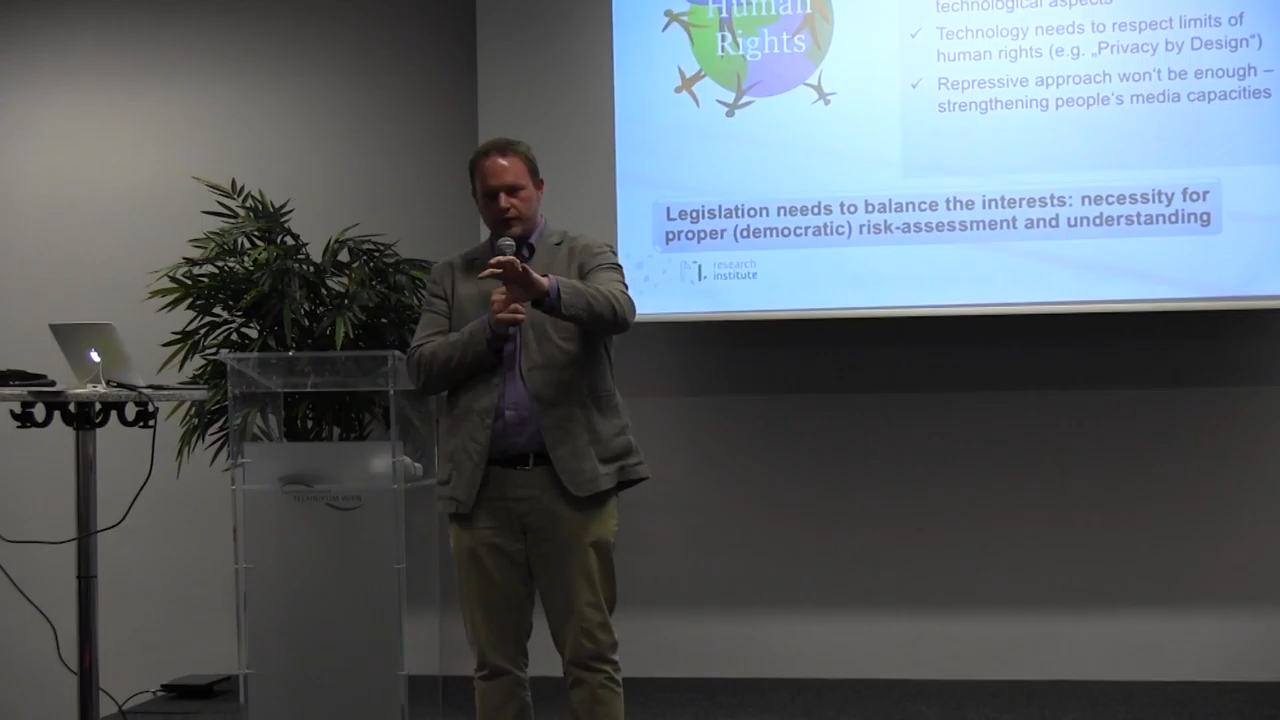 Human
Rights
technological aspects
✓ Technology needs to respect limits of
human rights (e.g. „Privacy by Design“)
✓ Repressive approach won't be enough –
strengthening people's media capacities
Legislation needs to balance the interests: necessity for
proper (democratic) risk-assessment and understanding
research
institute
TECHNIKUM WIEN